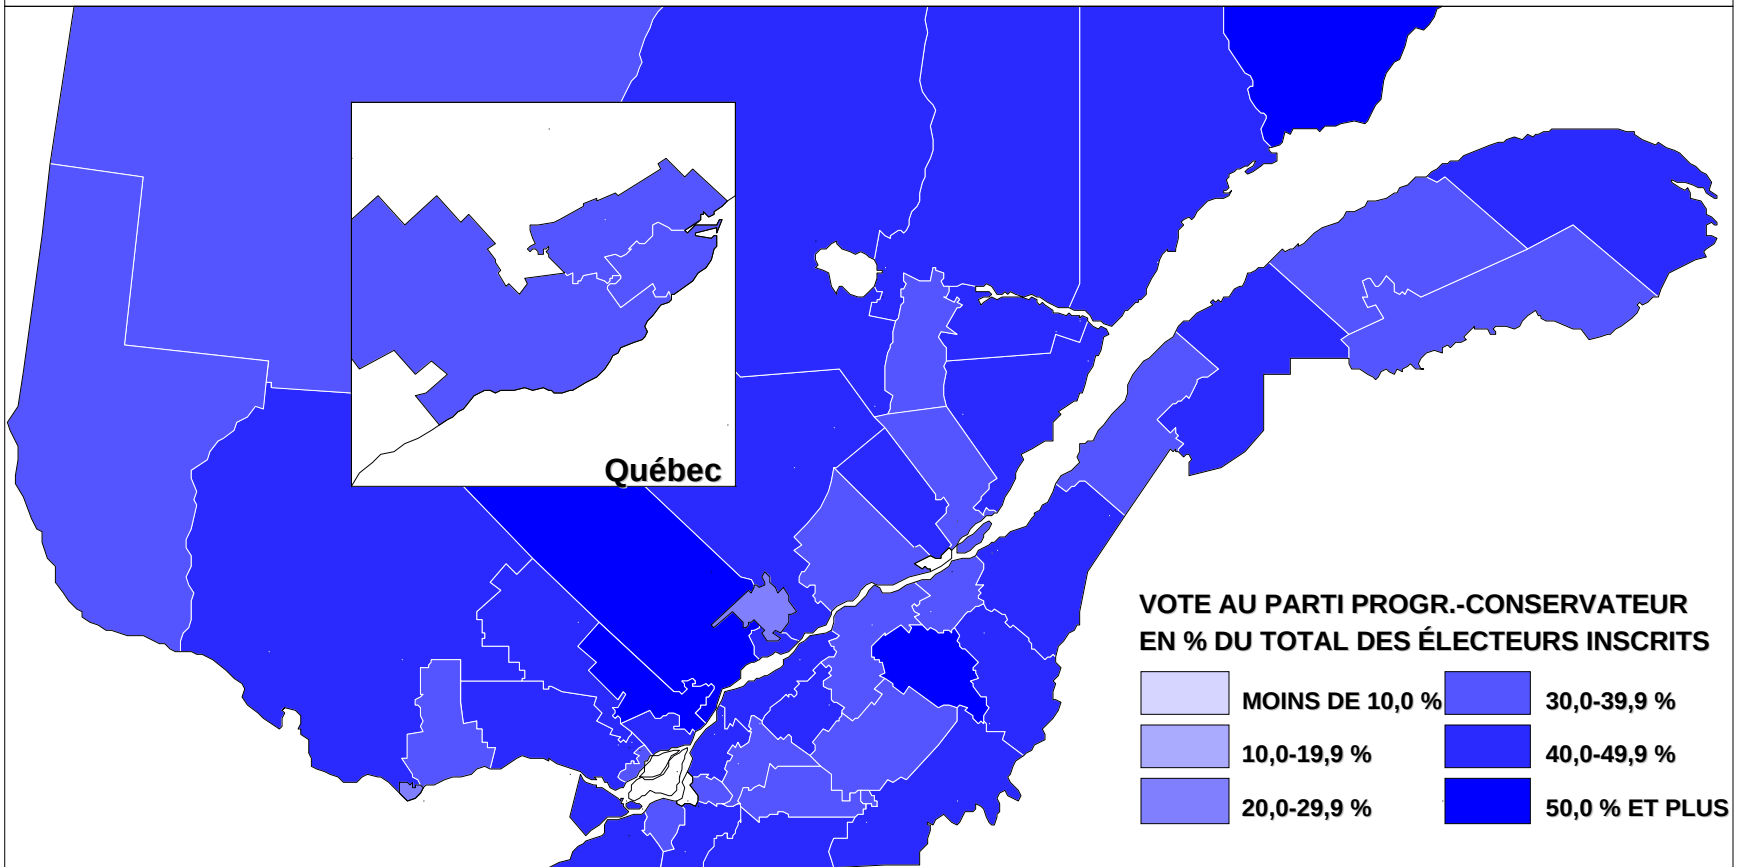 Québec
VOTE AU PARTI PROGR.-CONSERVATEUR
EN % DU TOTAL DES ÉLECTEURS INSCRITS
MOINS DE 10,0 %
30,0-39,9 %
10,0-19,9 %
40,0-49,9 %
20,0-29,9 %
50,0 % ET PLUS